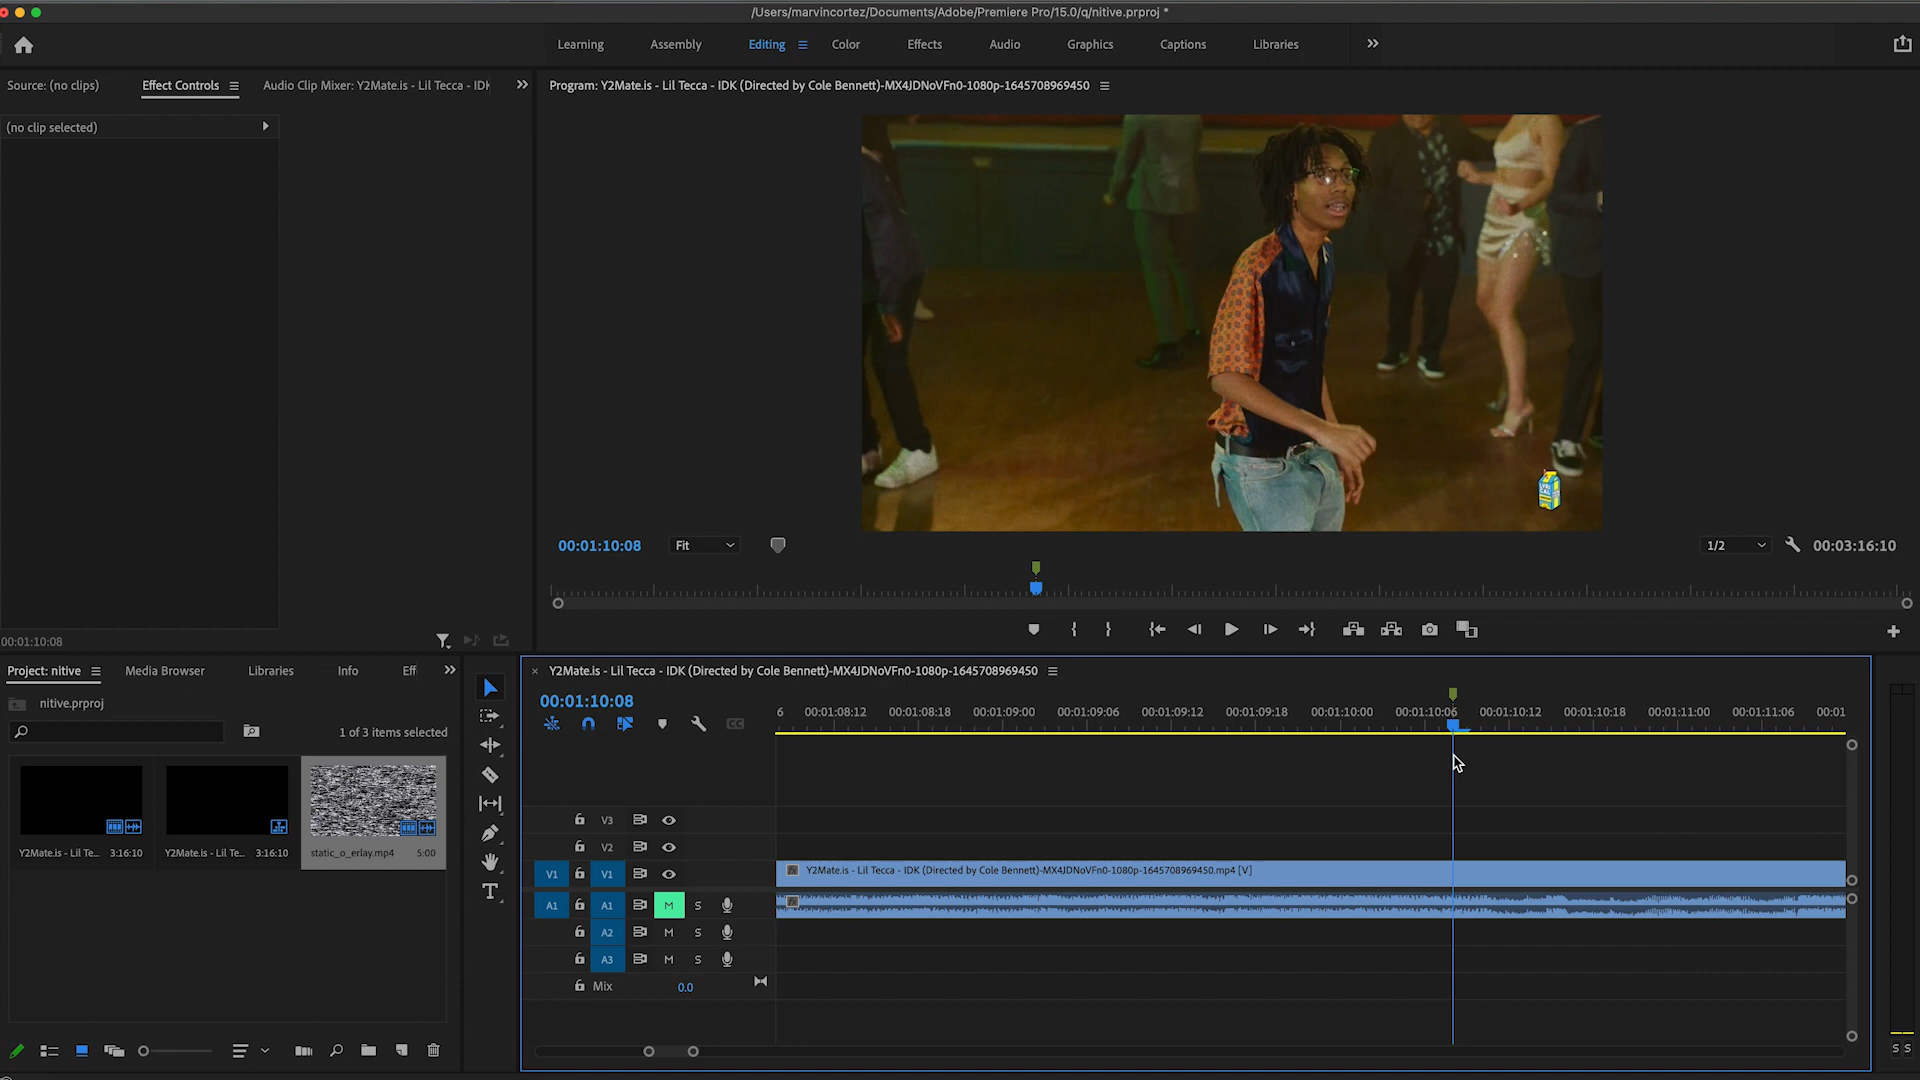 /Users/marvincortez/Documents/Adobe/Premiere Pro/15.0/q/nitive.prproj *
Learning
Assembly
Editing
Color
Effects
Audio
Graphics
Captions
Libraries
Source: (no clips)
Effect Controls
Audio Clip Mixer: Y2Mate.is - Lil Tecca - IDK
Program: Y2Mate.is - Lil Tecca - IDK (Directed by Cole Bennett)-MX4JDNoVFn0-1080p-1645708969450
(no clip selected)
LYRI
CAL
00:01:10:08
Fit
1/2
00:03:16:10
00:01:10:08
Project: nitive
Media Browser
Libraries
Info
Eff
Y2Mate.is - Lil Tecca - IDK (Directed by Cole Bennett)-MX4JDNoVFn0-1080p-1645708969450
nitive.prproj
00:01:10:08
1 of 3 items selected
6 00:01:08:12 00:01:08:18 00:01:09:00 00:01:09:06 00:01:09:12 00:01:09:18 00:01:10:00 00:01:10:06 00:01:10:12 00:01:10:18 00:01:11:00 00:01:11:06 00:01
CC
Y2Mate.is - Lil Te... 3:16:10
Y2Mate.is - Lil Te... 3:16:10
static_o_erlay.mp4 5:00
V3
V2
V1 V1
Y2Mate.is - Lil Tecca - IDK (Directed by Cole Bennett)-MX4JDNoVFn0-1080p-1645708969450.mp4 [V]
A1 A1 M S
A2 M S
A3 M S
Mix 0.0
S S